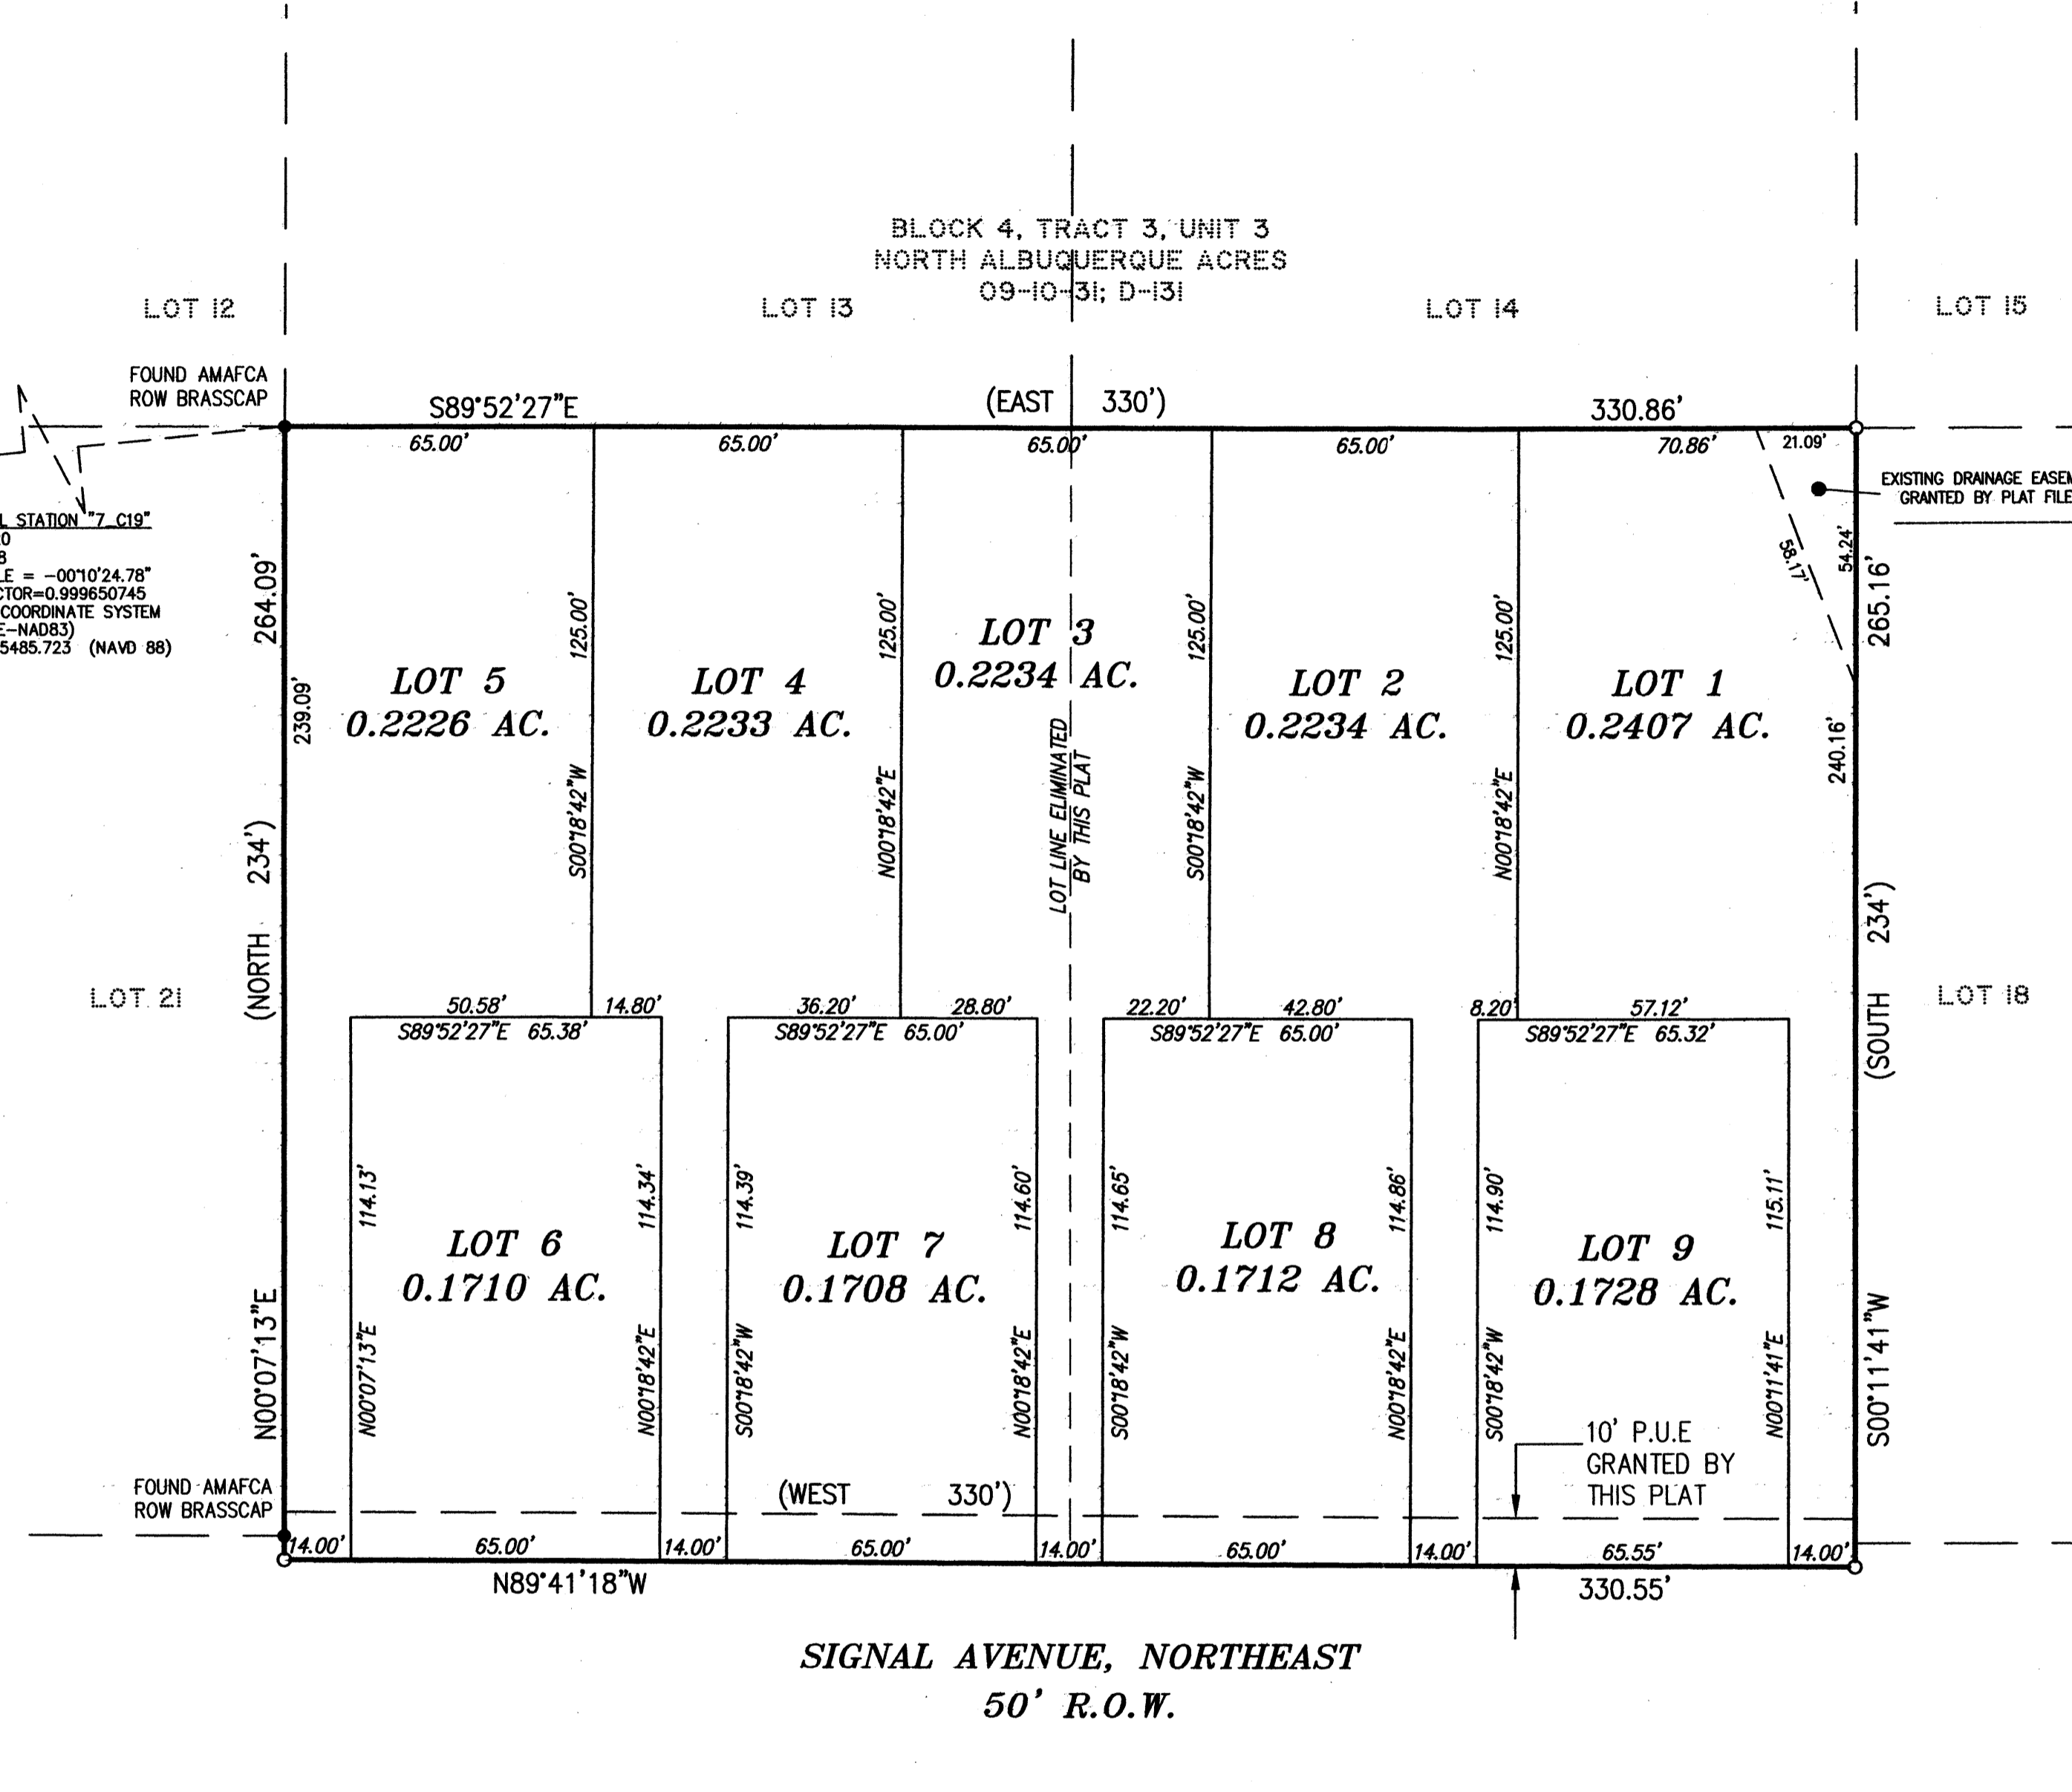 BLOCK 4, TRACT 3, UNIT 3
NORTH ALBUQUERQUE ACRES
09-10-31; D-131
LOT 12
LOT 13
LOT 14
LOT 15
FOUND AMAFCA
ROW BRASSCAP
S89°52'27"E
(EAST 330')
330.86'
65.00'
65.00'
65.00'
65.00'
70.86'
21.09'
EXISTING DRAINAGE
GRANTED BY PLAT
58.17'
54.24'
STATION "7_C19"
= -00°10'24.78"
=0.999650745
COORDINATE SYSTEM
-NAD83)
5485.723 (NAVD 88)
264.09'
239.09'
(NORTH 234')
N00°07'13"E
125.00'
S00°18'42"W
125.00'
N00°18'42"E
125.00'
S00°18'42"W
125.00'
N00°18'42"E
265.16'
240.16'
(SOUTH 234')
S00°11'41"W
LOT 5
0.2226 AC.
LOT 4
0.2233 AC.
LOT 3
0.2234 AC.
LOT 2
0.2234 AC.
LOT 1
0.2407 AC.
LOT LINE ELIMINATED
BY THIS PLAT
LOT 21
LOT 18
50.58'
14.80'
36.20'
28.80'
22.20'
42.80'
8.20'
57.12'
S89°52'27"E 65.38'
S89°52'27"E 65.00'
S89°52'27"E 65.00'
S89°52'27"E 65.32'
114.13'
N00°07'13"E
114.34'
N00°18'42"E
114.39'
S00°18'42"W
114.60'
N00°18'42"E
114.65'
S00°18'42"W
114.86'
N00°18'42"E
114.90'
S00°18'42"W
115.11'
N00°11'41"E
LOT 6
0.1710 AC.
LOT 7
0.1708 AC.
LOT 8
0.1712 AC.
LOT 9
0.1728 AC.
10' P.U.E
GRANTED BY
THIS PLAT
FOUND AMAFCA
ROW BRASSCAP
(WEST 330')
14.00'
65.00'
14.00'
65.00'
14.00'
65.00'
14.00'
65.55'
14.00'
N89°41'18"W
330.55'
SIGNAL AVENUE, NORTHEAST
50' R.O.W.